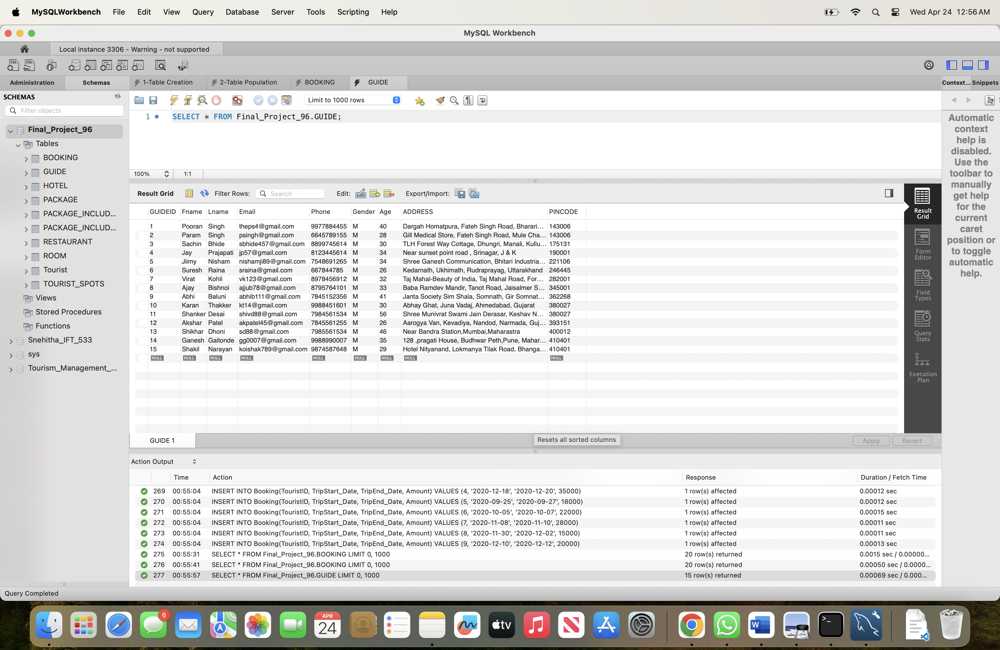 MySQLWorkbench File Edit View Query Database Server Tools Scripting Help Wed Apr 24 12:56 AM
MySQL Workbench
Local instance 3306 - Warning - not supported
Administration Schemas 1-Table Creation 2-Table Population BOOKING GUIDE Context... Snippets
SCHEMAS
Filter objects
Limit to 1000 rows
1 SELECT * FROM Final_Project_96.GUIDE;
Final_Project_96
Tables
BOOKING
GUIDE
HOTEL
PACKAGE
PACKAGE_INCLUD...
PACKAGE_INCLUD...
RESTAURANT
ROOM
Tourist
TOURIST_SPOTS
Views
Stored Procedures
Functions
Snehitha_IFT_533
sys
Tourism_Management_...
100% 1:1
Result Grid Filter Rows: Search Edit: Export/Import:
GUIDEID Fname Lname Email Phone Gender Age ADDRESS PINCODE
1 Pooran Singh theps4@gmail.com 9977884455 M 40 Dargah Homatpura, Fateh Singh Road, Bharari... 143006
2 Param Singh psingh@gmail.com 6645789155 M 28 Gill Medical Store, Fateh Singh Road, Mule Cha... 143006
3 Sachin Bhide sbhide457@gmail.com 8899745614 M 30 TLH Forest Way Cottage, Dhungri, Manali, Kullu... 175131
4 Jay Prajapati jp57@gmail.com 8123445614 M 34 Near sunset point road , Srinagar, J & K 190001
5 Jiimy Nisham nishamji89@gmail.com 7548691265 M 34 Shree Ganesh Communication, Bhitari Industria... 221106
6 Suresh Raina sraina@gmail.com 667844785 M 26 Kedarnath, Ukhimath, Rudraprayag, Uttarakhand 246445
7 Virat Kohli vk123@gmail.com 8978456912 M 32 Taj Mahal-Beauty of India, Taj Mahal Road, For... 282001
8 Ajay Bishnoi ajjub78@gmail.com 8795764101 M 33 Baba Ramdev Mandir, Tanot Road, Jaisalmer S... 345001
9 Abhi Baluni abhib111@gmail.com 7845152356 M 41 Janta Society Sim Shala, Somnath, Gir Somnat... 362268
10 Karan Thakker kt14@gmail.com 9988451601 M 30 Abhay Ghat, Juna Vadaj, Ahmedabad, Gujarat 380027
11 Shanker Desai shivd88@gmail.com 7984561534 M 56 Shree Munivrat Swami Jain Derasar, Keshav N... 380027
12 Akshar Patel akpatel45@gmail.com 7845561255 M 26 Aarogya Van, Kevadiya, Nandod, Narmada, Guj... 393151
13 Shikhar Dhoni sd88@gmail.com 7985561534 M 46 Near Bandra Station,Mumbai,Maharastra 400012
14 Ganesh Gaitonde gg0007@gmail.com 9988990007 M 35 128 ,pragati House, Budhwar Peth,Pune, Mahar... 410401
15 Shakil Narayan koishak789@gmail.com 9874587648 M 29 Hotel Nityanand, Lokmanya Tilak Road, Bhanga... 410401
NULL NULL NULL NULL NULL NULL NULL NULL NULL
Result
Grid
Form
Editor
Field
Types
Query
Stats
Execution
Plan
Automatic
context
help is
disabled.
Use the
toolbar to
manually
get help
for the
current
caret
position or
to toggle
automatic
help.
GUIDE 1 Resets all sorted columns Apply Revert
Action Output
Time Action Response Duration / Fetch Time
269 00:55:04 INSERT INTO Booking(TouristID, TripStart_Date, TripEnd_Date, Amount) VALUES (4, '2020-12-18', '2020-12-20', 35000) 1 row(s) affected 0.00012 sec
270 00:55:04 INSERT INTO Booking(TouristID, TripStart_Date, TripEnd_Date, Amount) VALUES (5, '2020-09-25', '2020-09-27', 18000) 1 row(s) affected 0.00012 sec
271 00:55:04 INSERT INTO Booking(TouristID, TripStart_Date, TripEnd_Date, Amount) VALUES (6, '2020-10-05', '2020-10-07', 22000) 1 row(s) affected 0.00015 sec
272 00:55:04 INSERT INTO Booking(TouristID, TripStart_Date, TripEnd_Date, Amount) VALUES (7, '2020-11-08', '2020-11-10', 28000) 1 row(s) affected 0.00011 sec
273 00:55:04 INSERT INTO Booking(TouristID, TripStart_Date, TripEnd_Date, Amount) VALUES (8, '2020-11-30', '2020-12-02', 15000) 1 row(s) affected 0.00011 sec
274 00:55:04 INSERT INTO Booking(TouristID, TripStart_Date, TripEnd_Date, Amount) VALUES (9, '2020-12-10', '2020-12-12', 20000) 1 row(s) affected 0.00013 sec
275 00:55:31 SELECT * FROM Final_Project_96.BOOKING LIMIT 0, 1000 20 row(s) returned 0.0015 sec / 0.00000...
276 00:55:41 SELECT * FROM Final_Project_96.BOOKING LIMIT 0, 1000 20 row(s) returned 0.00050 sec / 0.0000...
277 00:55:57 SELECT * FROM Final_Project_96.GUIDE LIMIT 0, 1000 15 row(s) returned 0.00069 sec / 0.000...
Query Completed
6
APR
24
tv
W